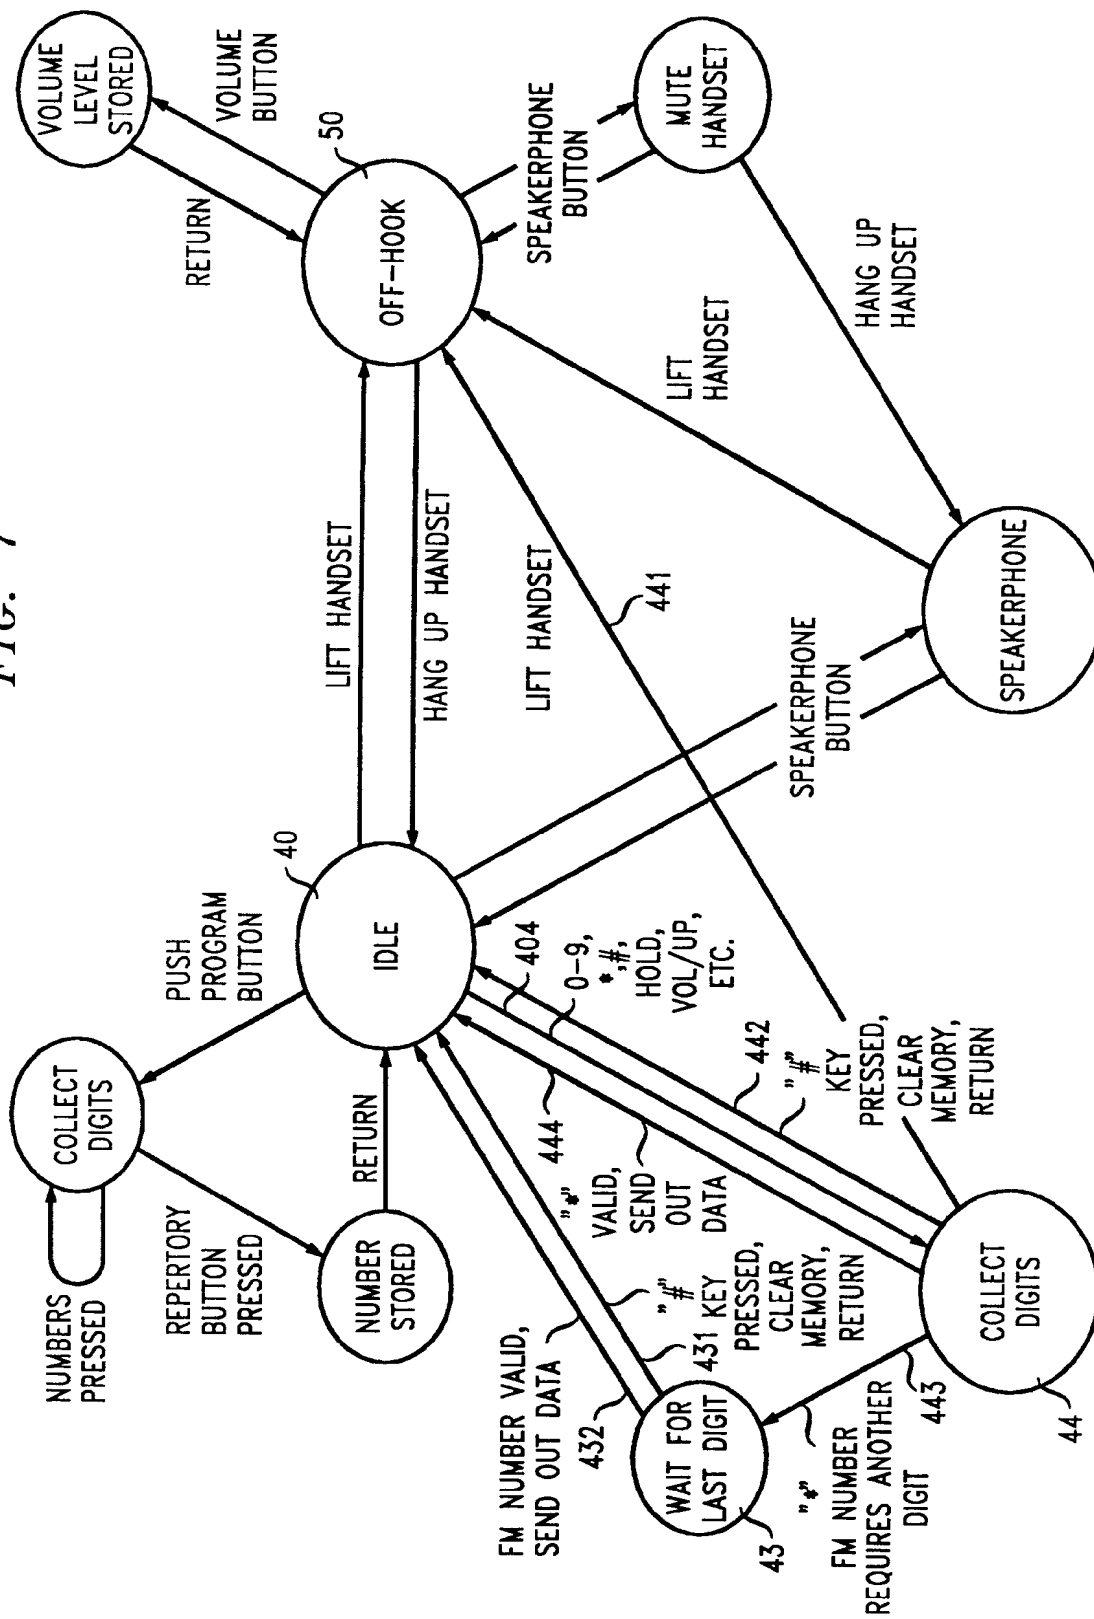 FIG. 7
NUMBERS
PRESSED
COLLECT
DIGITS
PUSH
PROGRAM
BUTTON
REPERTORY
BUTTON
PRESSED
NUMBER
STORED
RETURN
IDLE
40
LIFT HANDSET
HANG UP HANDSET
OFF-HOOK
50
RETURN
VOLUME
BUTTON
VOLUME
LEVEL
STORED
SPEAKERPHONE
BUTTON
MUTE
HANDSET
HANG UP
HANDSET
LIFT
HANDSET
LIFT HANDSET
441
SPEAKERPHONE
BUTTON
SPEAKERPHONE
FM NUMBER VALID,
SEND OUT DATA
432
431
"#" KEY
PRESSED,
CLEAR
MEMORY,
RETURN
444
"*"
VALID,
SEND
OUT
DATA
404
0-9,
*,#,
HOLD,
VOL/UP,
ETC.
442
"#"
KEY
PRESSED,
CLEAR
MEMORY,
RETURN
WAIT FOR
LAST DIGIT
43
"*"
FM NUMBER
REQUIRES ANOTHER
DIGIT
443
COLLECT
DIGITS
44